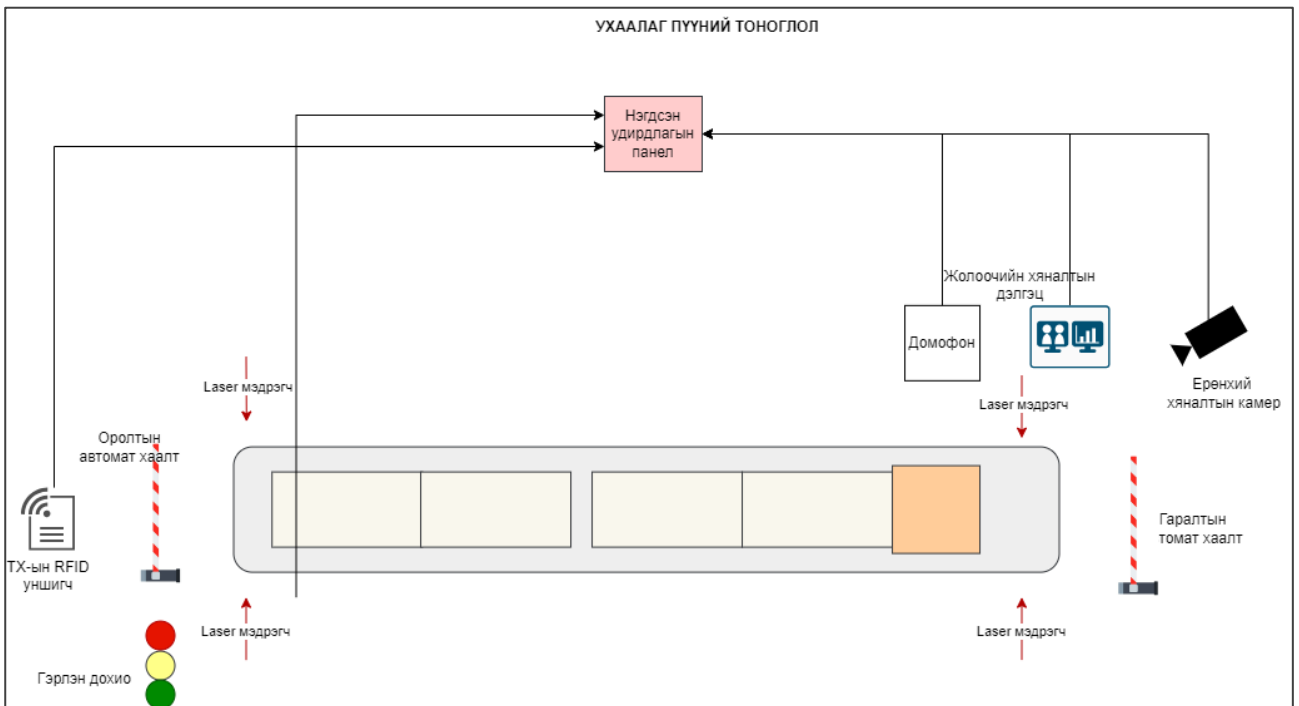 УХААЛАГ ПҮҮНИЙ ТОНОГЛОЛ
Нэгдсэн
удирдлагын
панел
Жолоочийн хяналтын
дэлгэц
Домофон
Ерөнхий
хяналтын камер
Laser мэдрэгч
Laser мэдрэгч
Оролтын
автомат хаалт
Гаралтын
томат хаалт
ТХ-ын RFID
уншигч
Laser мэдрэгч
Laser мэдрэгч
Гэрлэн дохио